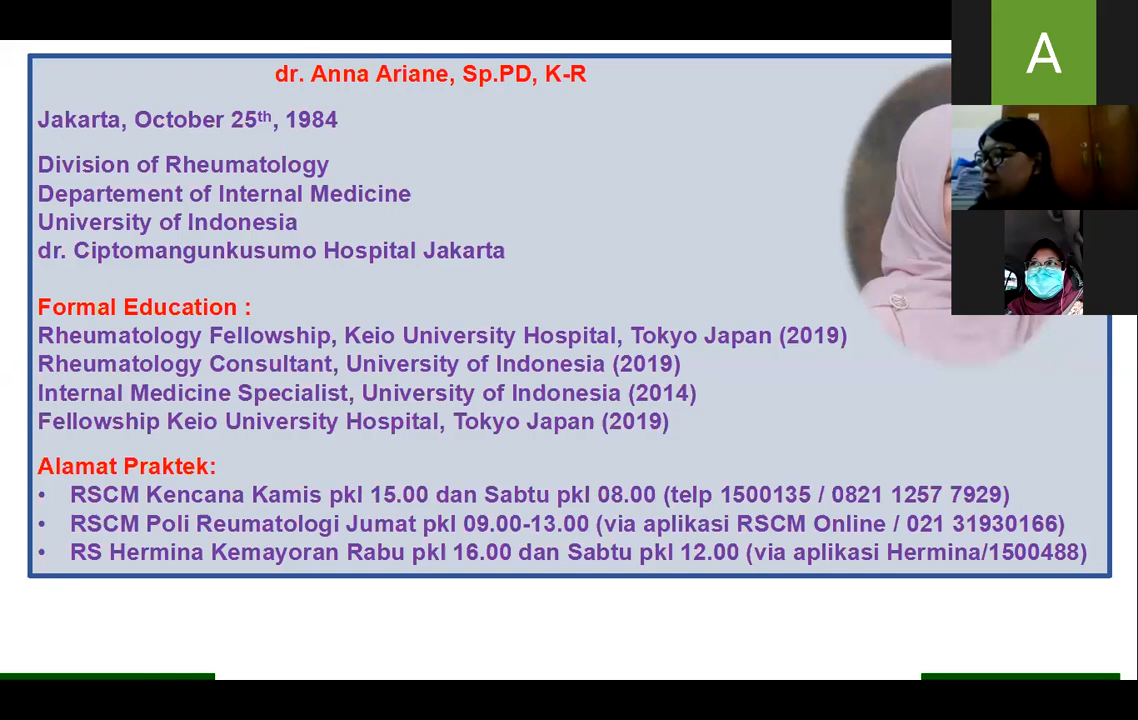 dr. Anna Ariane, Sp.PD, K-R
A
Jakarta, October 25th, 1984
Division of Rheumatology
Departement of Internal Medicine
University of Indonesia
dr. Ciptomangunkusumo Hospital Jakarta
Formal Education :
Rheumatology Fellowship, Keio University Hospital, Tokyo Japan (2019)
Rheumatology Consultant, University of Indonesia (2019)
Internal Medicine Specialist, University of Indonesia (2014)
Fellowship Keio University Hospital, Tokyo Japan (2019)
Alamat Praktek:
• RSCM Kencana Kamis pkl 15.00 dan Sabtu pkl 08.00 (telp 1500135 / 0821 1257 7929)
• RSCM Poli Reumatologi Jumat pkl 09.00-13.00 (via aplikasi RSCM Online / 021 31930166)
• RS Hermina Kemayoran Rabu pkl 16.00 dan Sabtu pkl 12.00 (via aplikasi Hermina/1500488)